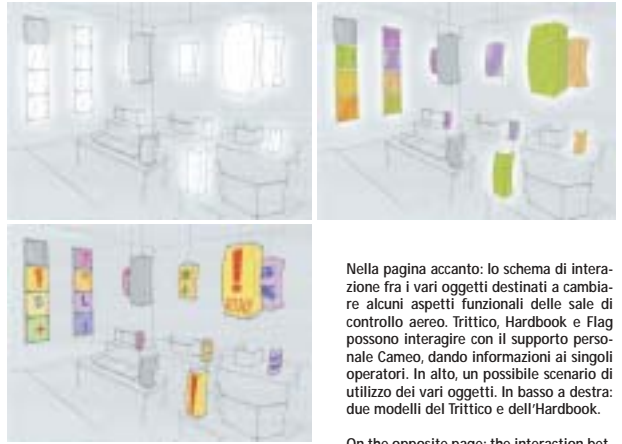 Nella pagina accanto: lo schema di intera-
zione fra i vari oggetti destinati a cambia-
re alcuni aspetti funzionali delle sale di
controllo aereo. Trittico, Hardbook e Flag
possono interagire con il supporto perso-
nale Cameo, dando informazioni ai singoli
operatori. In alto, un possibile scenario di
utilizzo dei vari oggetti. In basso a destra:
due modelli del Trittico e dell'Hardbook.
On the opposite page: the interaction bet-